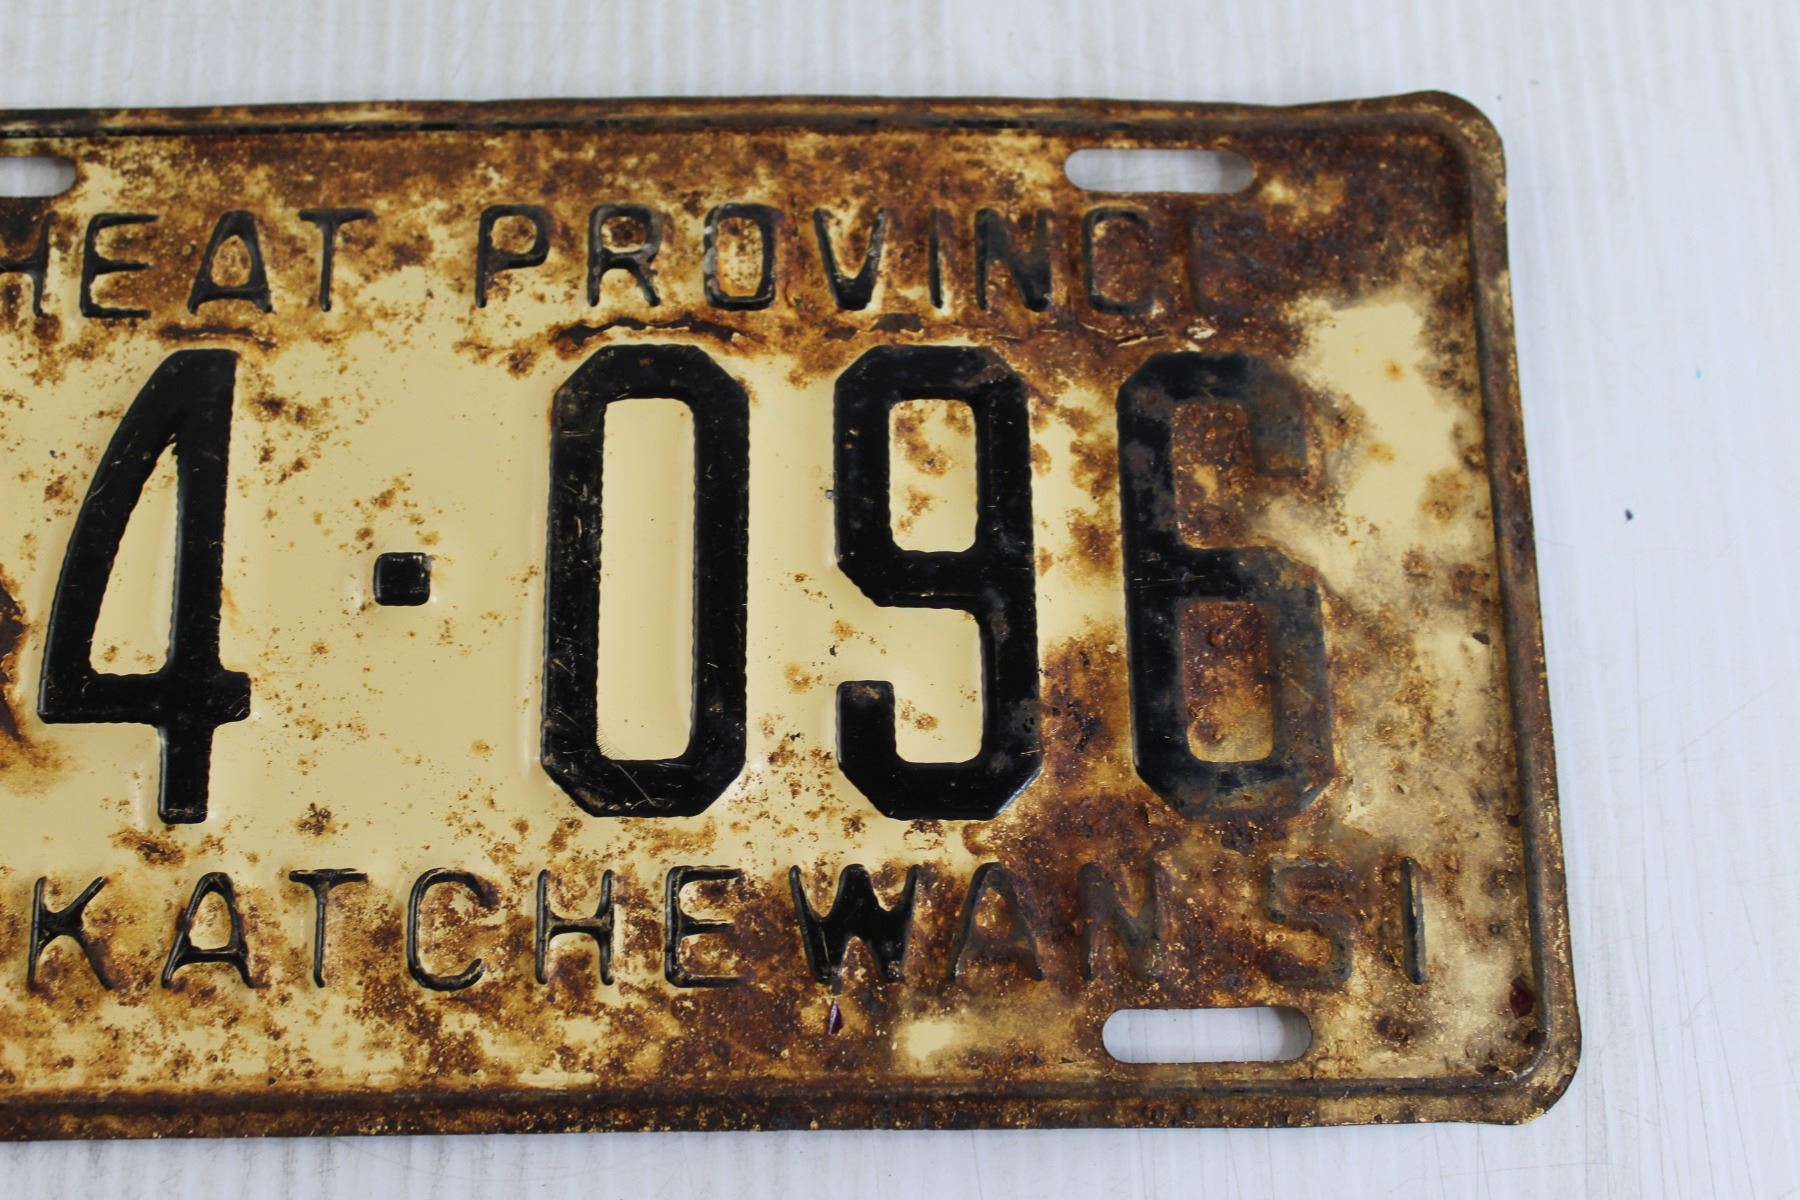 HEAT PROVINCE
4·096
KATCHEWAN 51